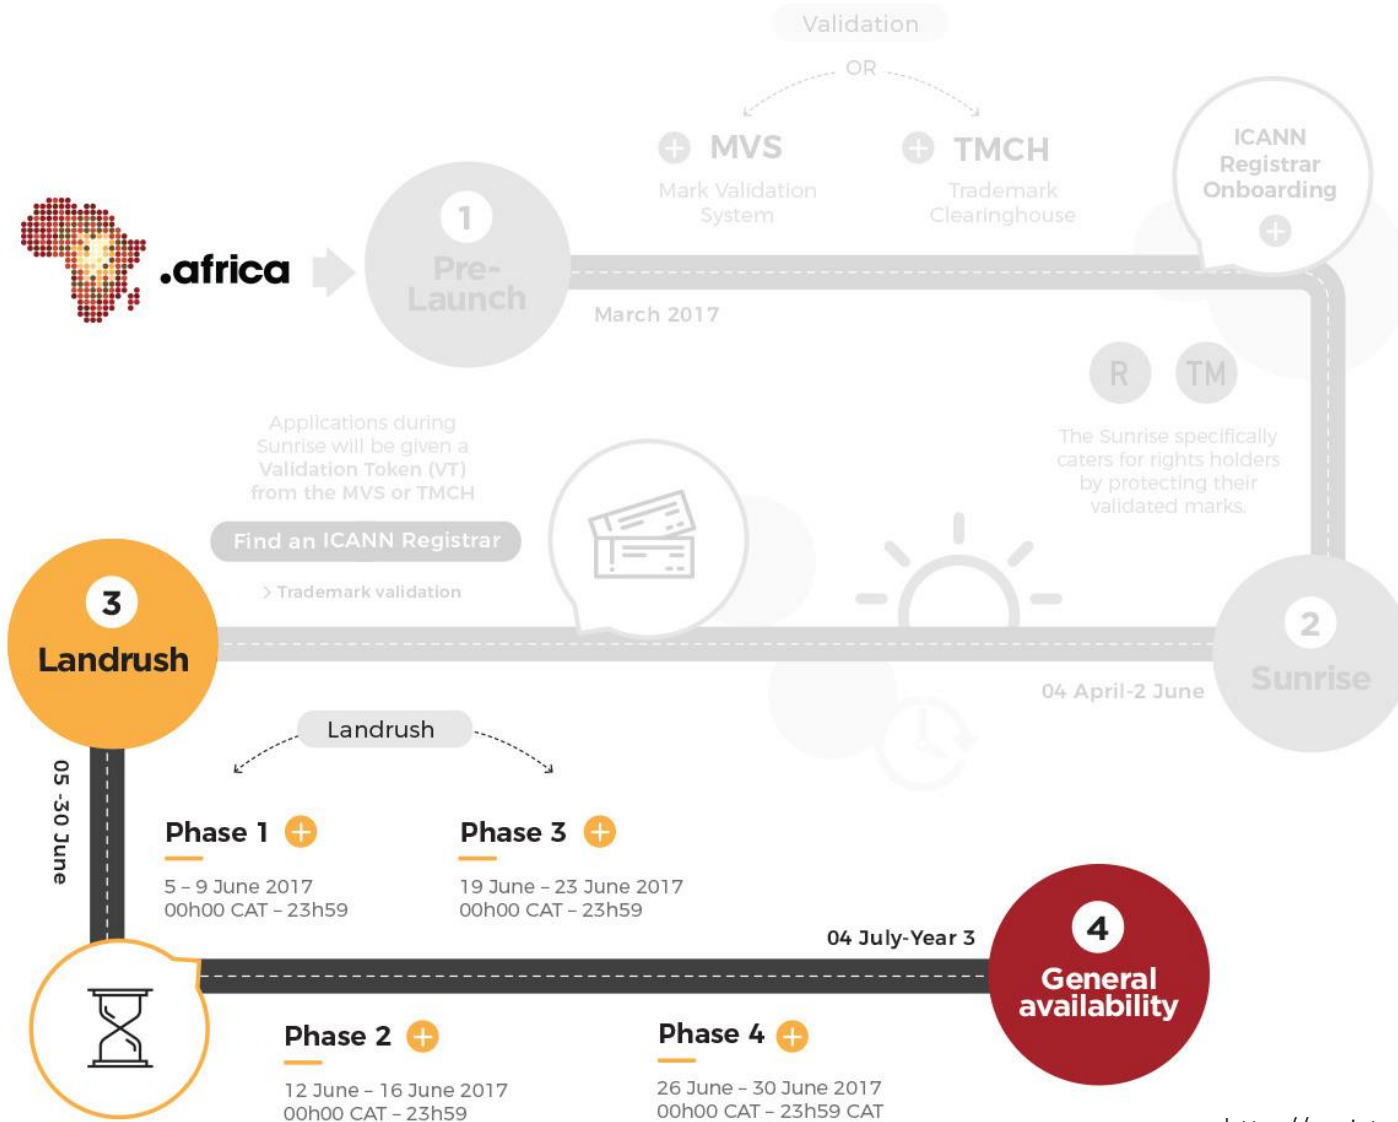 Validation
OR
MVS
Mark Validation
System
TMCH
Trademark
Clearinghouse
ICANN
Registrar
Onboarding
.africa
1
Pre-
Launch
March 2017
R
TM
The Sunrise specifically
caters for rights holders
by protecting their
validated marks.
Applications during
Sunrise will be given a
Validation Token (VT)
from the MVS or TMCH
Find an ICANN Registrar
> Trademark validation
2
Sunrise
04 April-2 June
3
Landrush
05 -30 June
Landrush
Phase 1
5 – 9 June 2017
00h00 CAT – 23h59
Phase 3
19 June – 23 June 2017
00h00 CAT – 23h59
04 July-Year 3
4
General
availability
Phase 2
12 June – 16 June 2017
00h00 CAT – 23h59
Phase 4
26 June – 30 June 2017
00h00 CAT – 23h59 CAT